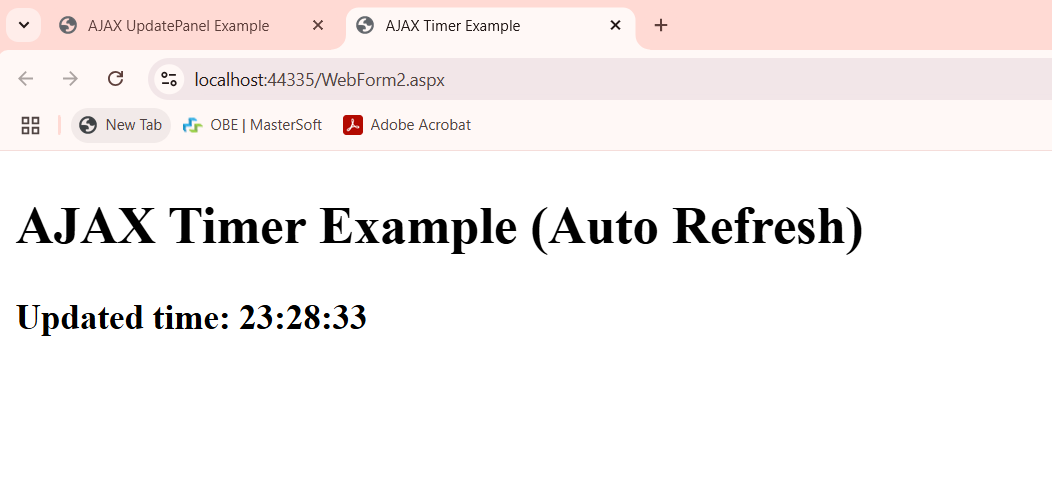 AJAX UpdatePanel Example
AJAX Timer Example
localhost:44335/WebForm2.aspx
New Tab
OBE | MasterSoft
Adobe Acrobat
AJAX Timer Example (Auto Refresh)
Updated time: 23:28:33